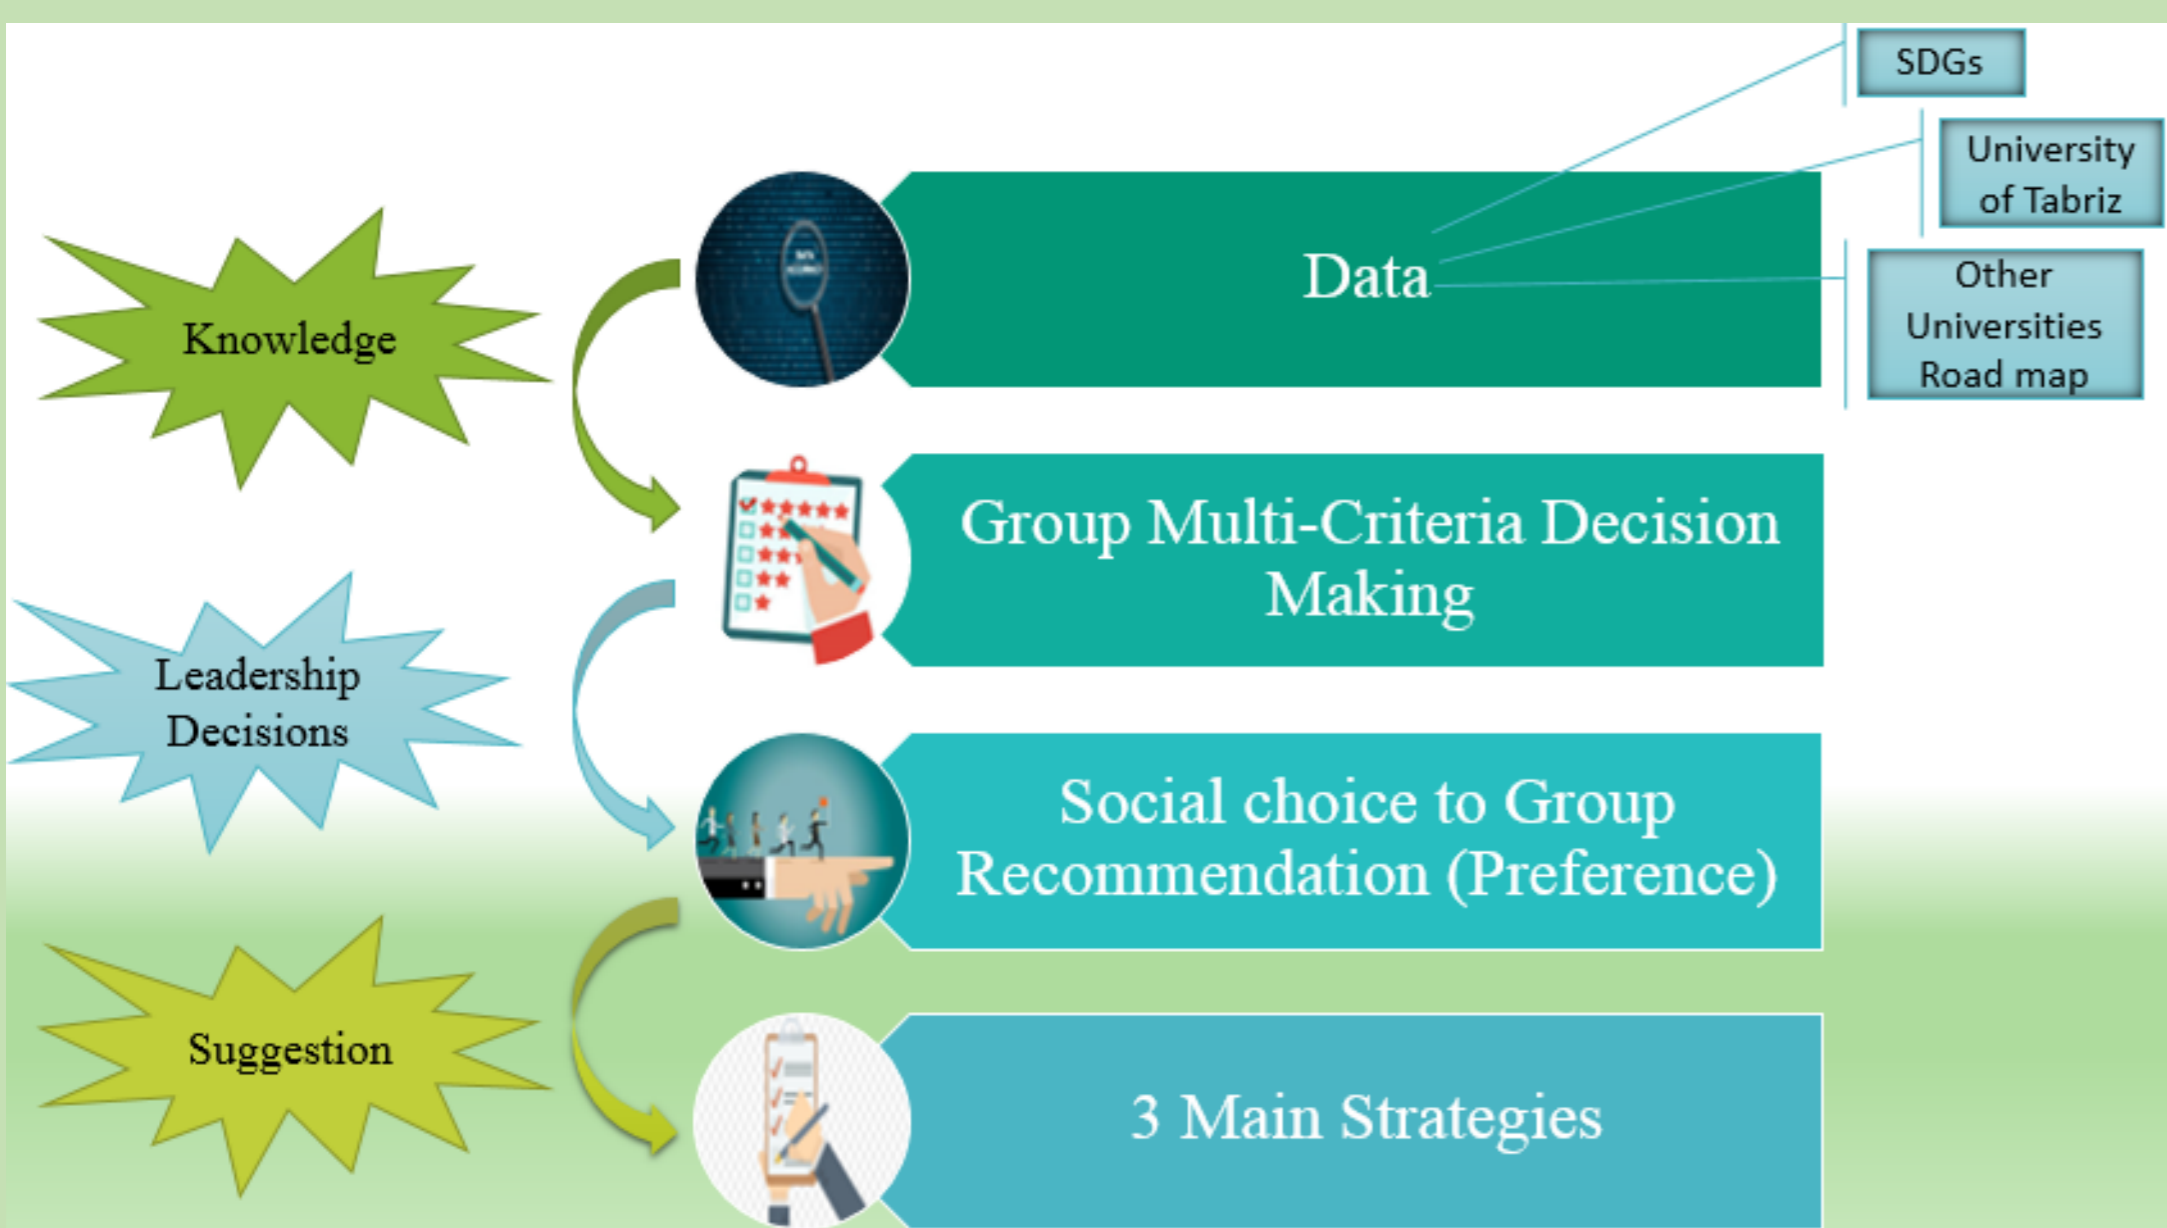 SDGs
University
of Tabriz
Other
Universities
Road map
Data
Knowledge
Group Multi-Criteria Decision
Making
Leadership
Decisions
Social choice to Group
Recommendation (Preference)
Suggestion
3 Main Strategies